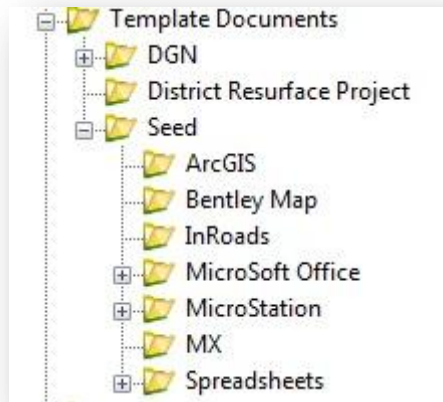 Template Documents
DGN
District Resurface Project
Seed
ArcGIS
Bentley Map
InRoads
MicroSoft Office
MicroStation
MX
Spreadsheets